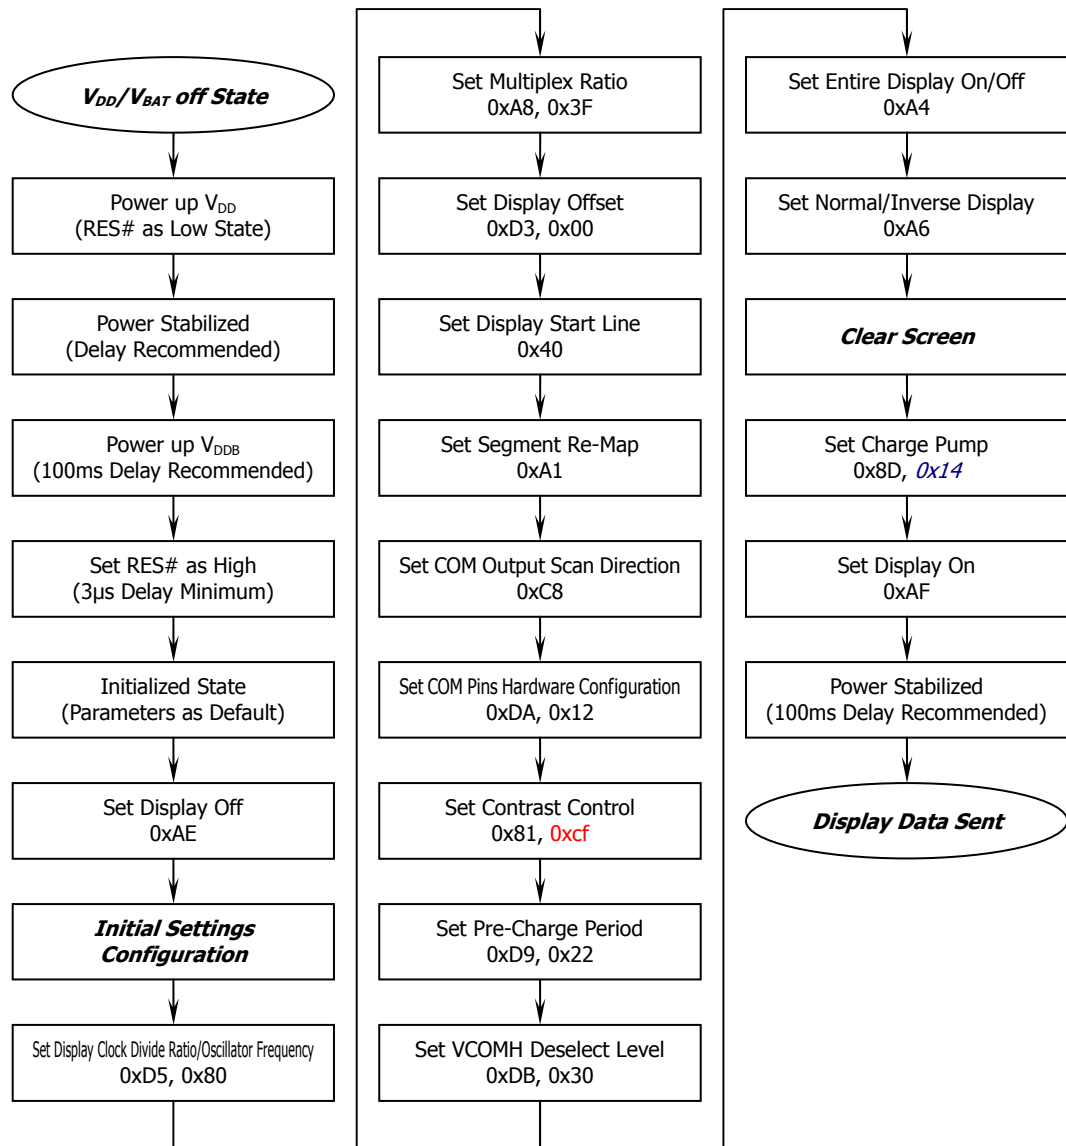 V_DD/V_BAT off State
Power up V_DD
(RES# as Low State)
Power Stabilized
(Delay Recommended)
Power up V_DDB
(100ms Delay Recommended)
Set RES# as High
(3μs Delay Minimum)
Initialized State
(Parameters as Default)
Set Display Off
0xAE
Initial Settings
Configuration
Set Display Clock Divide Ratio/Oscillator Frequency
0xD5, 0x80
Set Multiplex Ratio
0xA8, 0x3F
Set Display Offset
0xD3, 0x00
Set Display Start Line
0x40
Set Segment Re-Map
0xA1
Set COM Output Scan Direction
0xC8
Set COM Pins Hardware Configuration
0xDA, 0x12
Set Contrast Control
0x81, 0xcf
Set Pre-Charge Period
0xD9, 0x22
Set VCOMH Deselect Level
0xDB, 0x30
Set Entire Display On/Off
0xA4
Set Normal/Inverse Display
0xA6
Clear Screen
Set Charge Pump
0x8D, 0x14
Set Display On
0xAF
Power Stabilized
(100ms Delay Recommended)
Display Data Sent